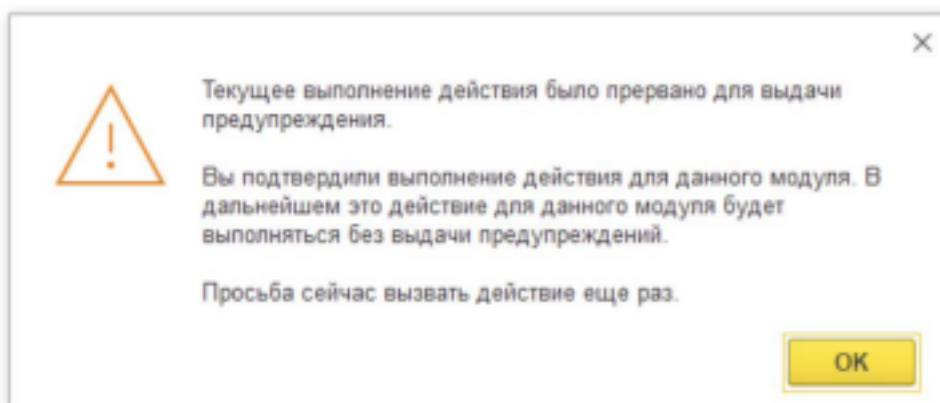 Текущее выполнение действия было прервано для выдачи
предупреждения.
Вы подтвердили выполнение действия для данного модуля. В
дальнейшем это действие для данного модуля будет
выполняться без выдачи предупреждений.
Просьба сейчас вызвать действие еще раз.
ОК